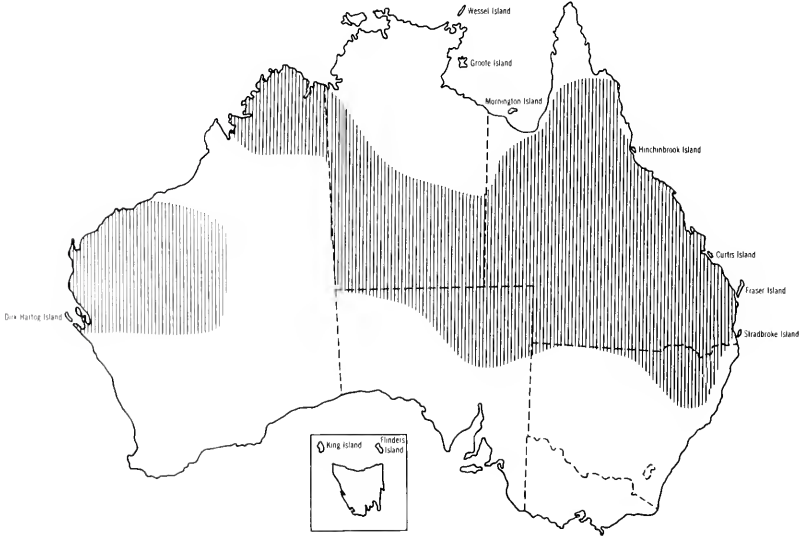 Wessel Island
Groote Island
Mornington Island
Hinchinbrook Island
Curtis Island
Fraser Island
Dirk Hartog Island
Stradbroke Island
King Island
Flinders
Island